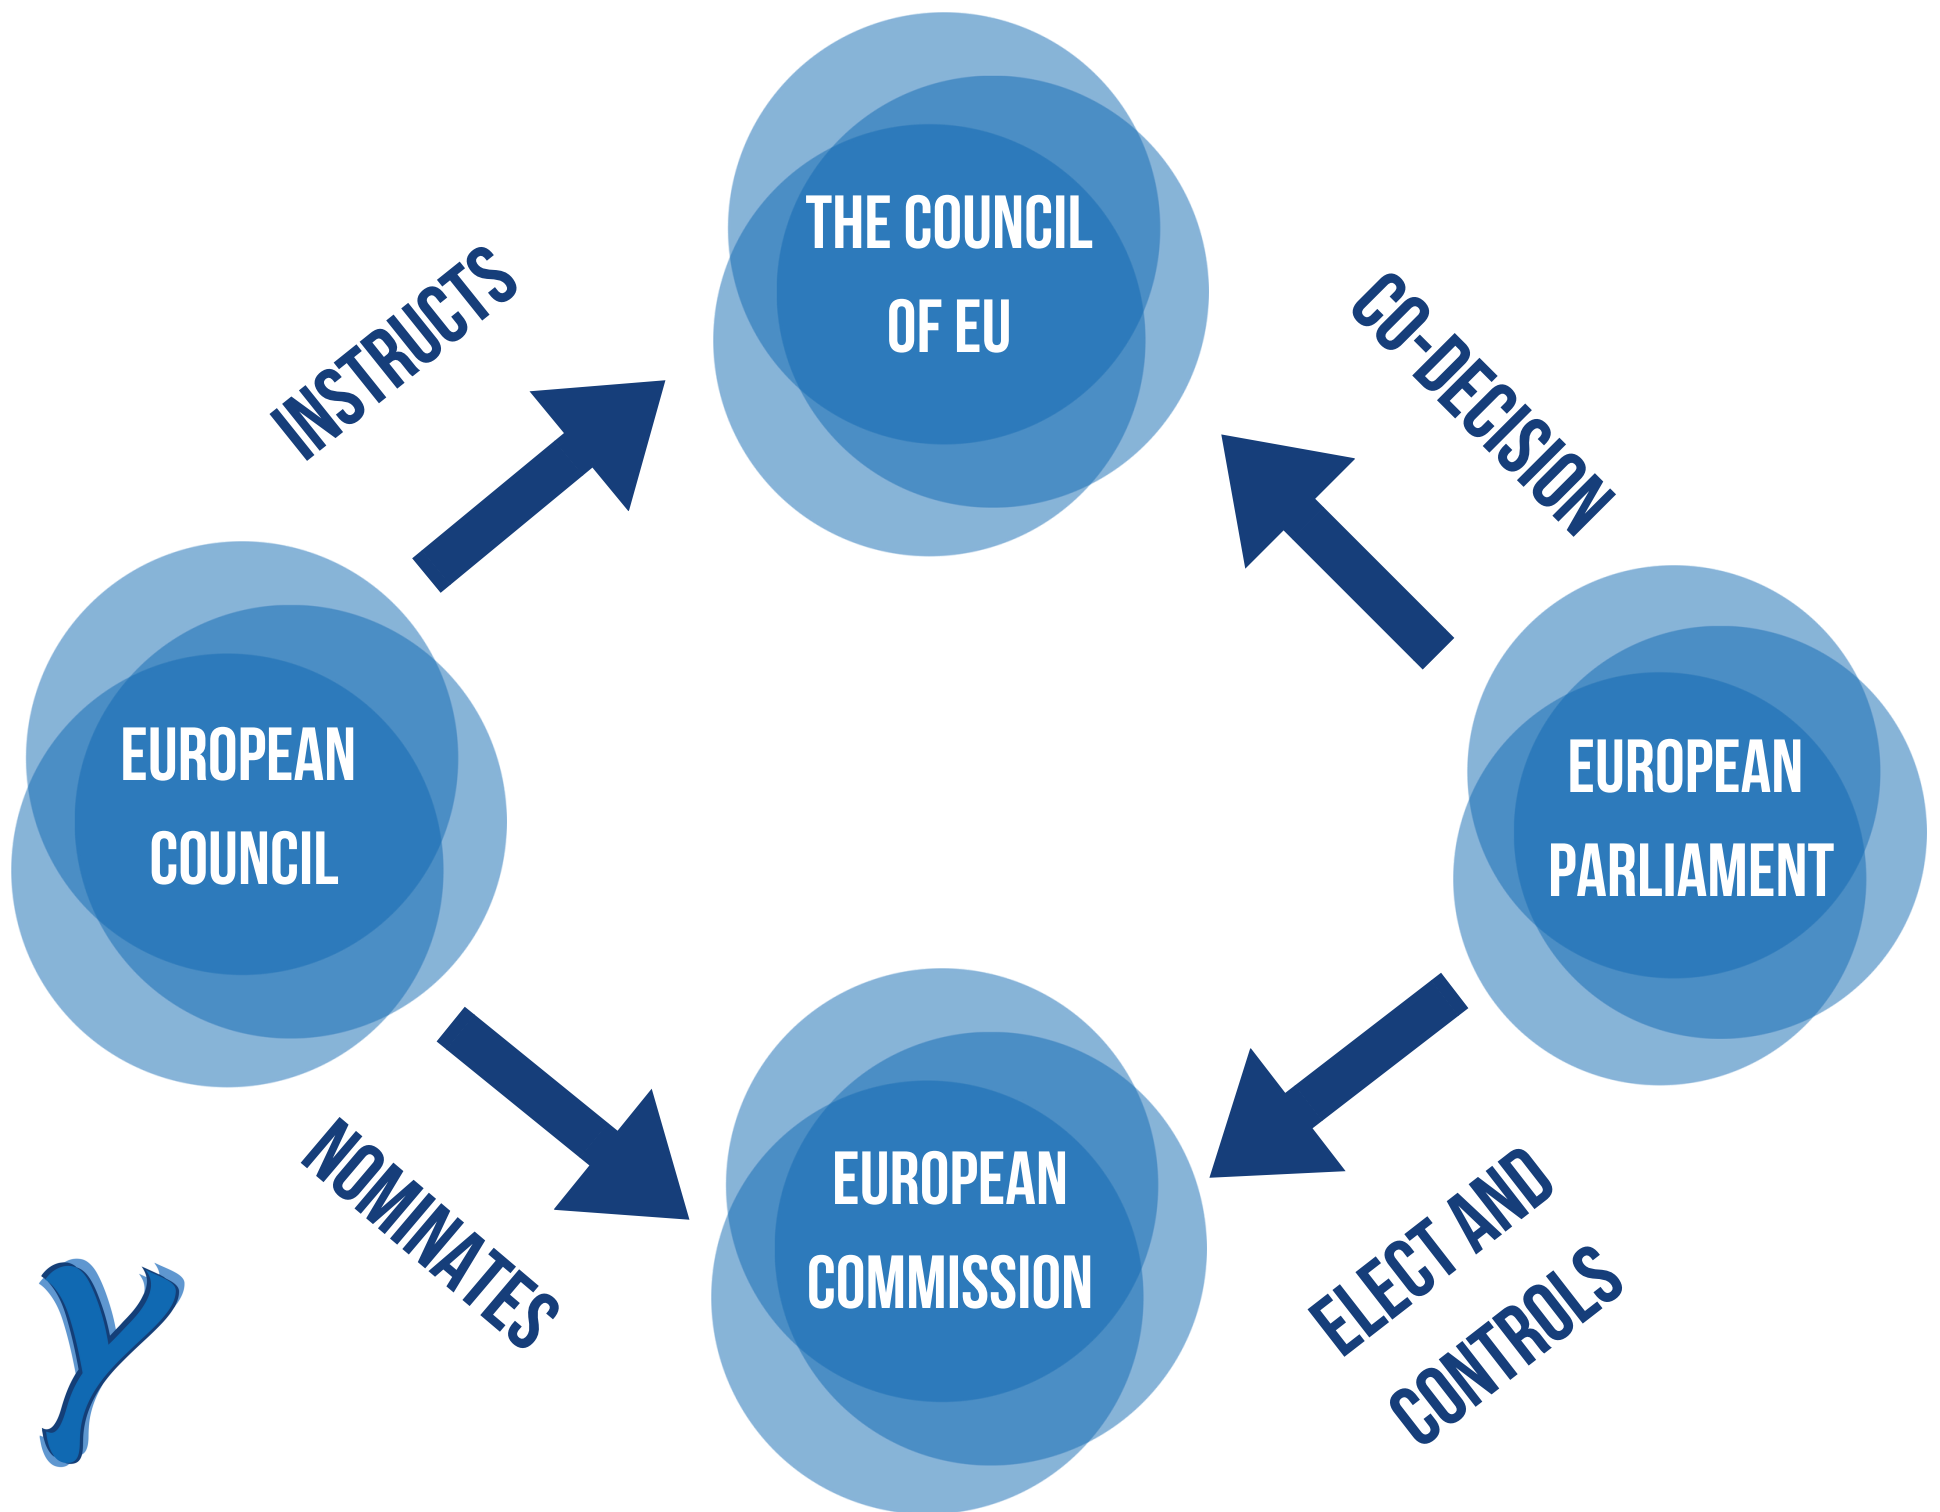 THE COUNCIL
OF EU
INSTRUCTS
CO-DECISION
EUROPEAN
COUNCIL
EUROPEAN
PARLIAMENT
NOMINATES
EUROPEAN
COMMISSION
ELECT AND
CONTROLS
Y